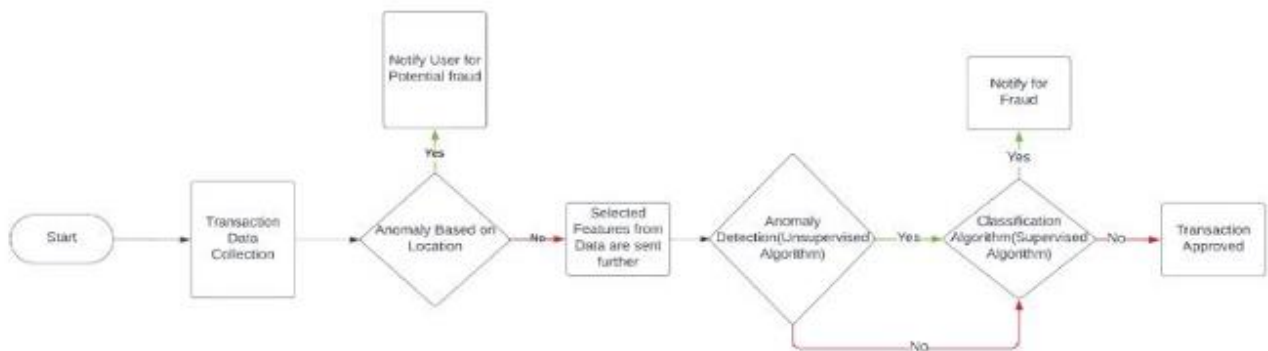 Start
Transaction
Data
Collection
Notify User for
Potential fraud
Yes
Anomaly Based on
Location
No
Selected
Features from
Data are sent
further
Anomaly
Detection(Unsupervised
Algorithm)
Yes
No
Classification
Algorithm(Supervised
Algorithm)
Yes
Notify for
Fraud
No
Transaction
Approved